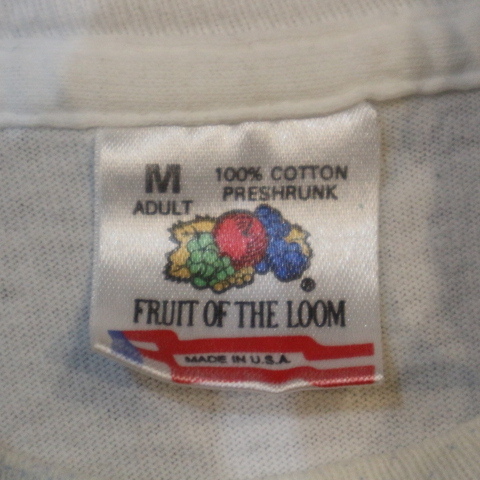 M 100% COTTON
ADULT PRESHRUNK
®
FRUIT OF THE LOOM
MADE IN U.S.A.